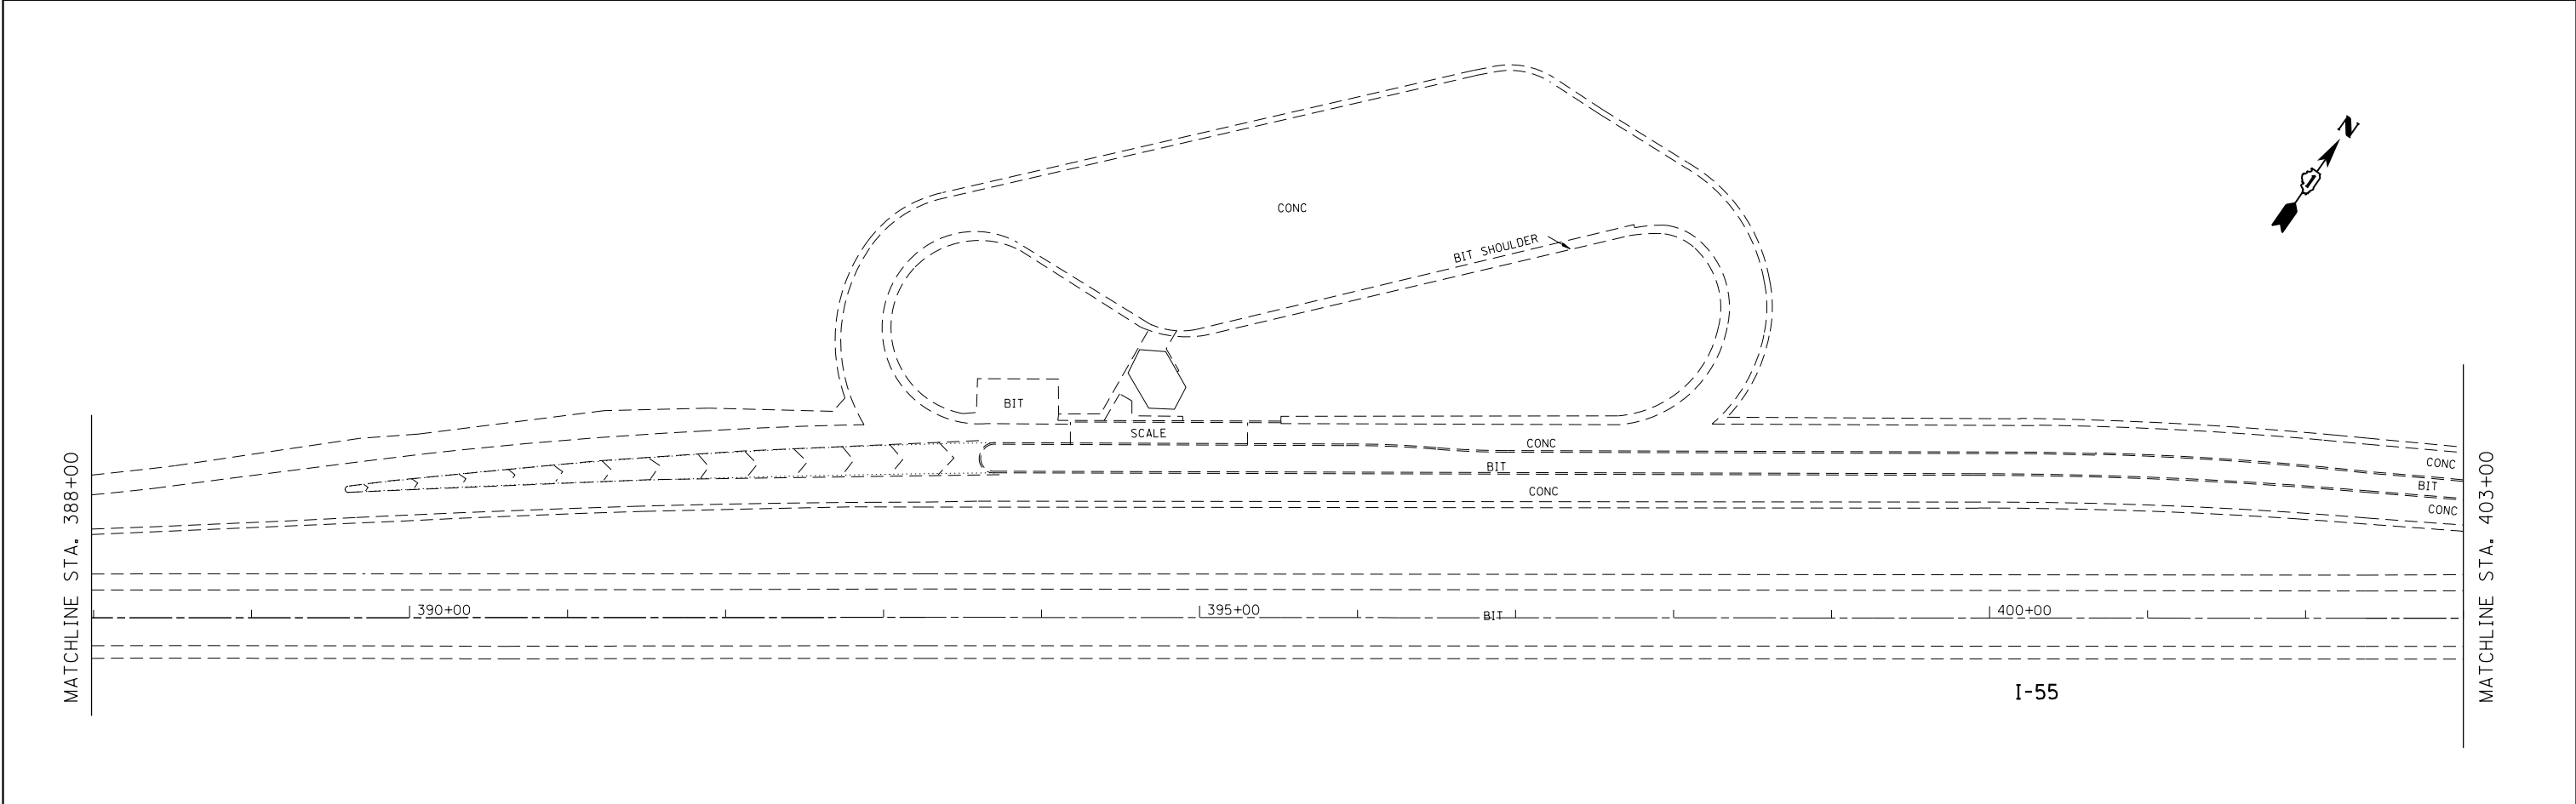 N
CONC
BIT SHOULDER
BIT
SCALE
CONC
BIT
CONC
CONC
BIT
CONC
MATCHLINE STA. 388+00
MATCHLINE STA. 403+00
390+00
395+00
BIT
400+00
I-55